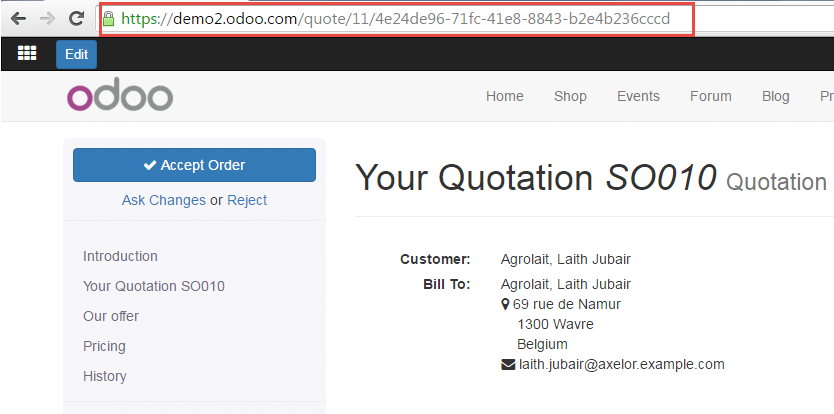 https://demo2.odoo.com/quote/11/4e24de96-71fc-41e8-8843-b2e4b236cccd
Edit
odoo
Home Shop Events Forum Blog Pr
Accept Order
Ask Changes or Reject
Introduction
Your Quotation SO010
Our offer
Pricing
History
Your Quotation SO010 Quotation
Customer: Agrolait, Laith Jubair
Bill To: Agrolait, Laith Jubair
69 rue de Namur
1300 Wavre
Belgium
laith.jubair@axelor.example.com